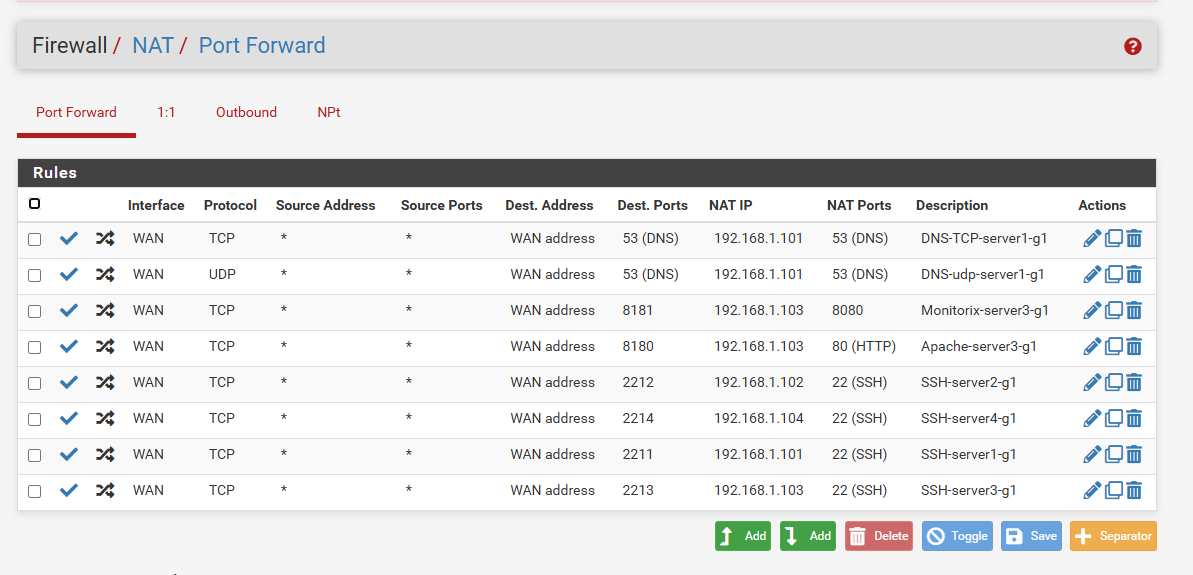 Firewall / NAT / Port Forward ?
Port Forward 1:1 Outbound NPt
Rules
Interface Protocol Source Address Source Ports Dest. Address Dest. Ports NAT IP NAT Ports Description Actions
WAN TCP * * WAN address 53 (DNS) 192.168.1.101 53 (DNS) DNS-TCP-server1-g1
WAN UDP * * WAN address 53 (DNS) 192.168.1.101 53 (DNS) DNS-udp-server1-g1
WAN TCP * * WAN address 8181 192.168.1.103 8080 Monitorix-server3-g1
WAN TCP * * WAN address 8180 192.168.1.103 80 (HTTP) Apache-server3-g1
WAN TCP * * WAN address 2212 192.168.1.102 22 (SSH) SSH-server2-g1
WAN TCP * * WAN address 2214 192.168.1.104 22 (SSH) SSH-server4-g1
WAN TCP * * WAN address 2211 192.168.1.101 22 (SSH) SSH-server1-g1
WAN TCP * * WAN address 2213 192.168.1.103 22 (SSH) SSH-server3-g1
Add Add Delete Toggle Save Separator